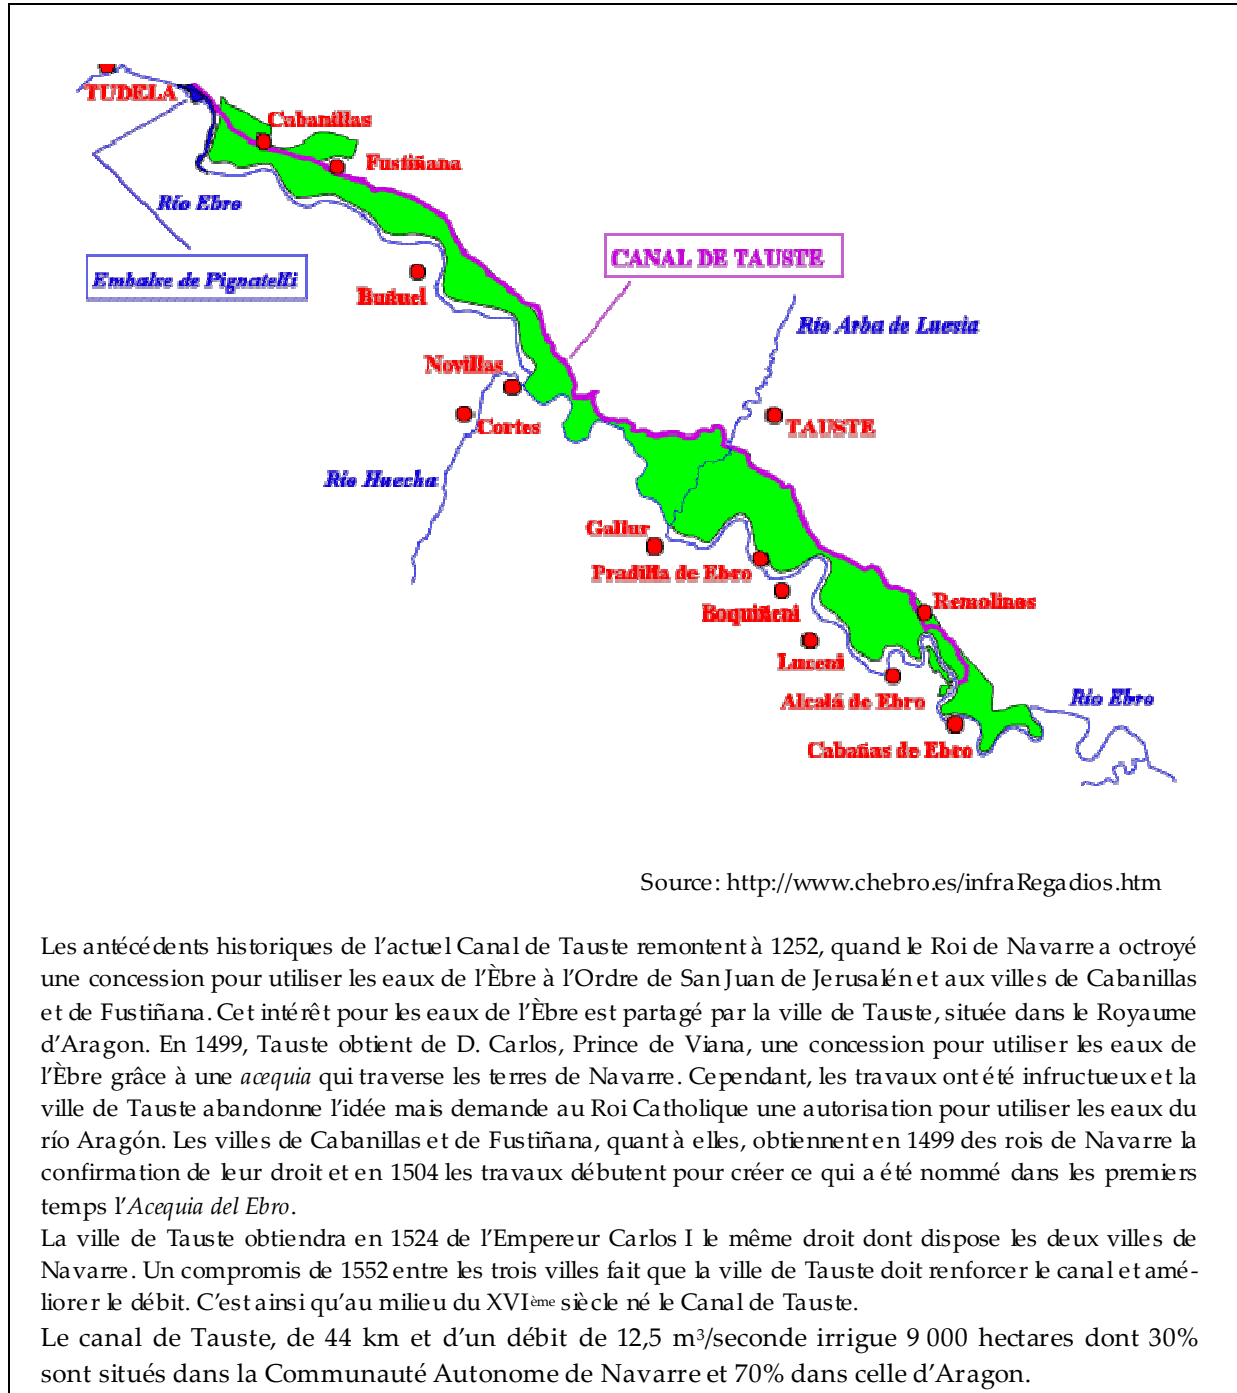 TUDELA
Cabanillas
Fustiñana
Río Ebro
CANAL DE TAUSTE
Embalse de Pignatelli
Buñuel
Río Arba de Luesia
Novillas
Cortes
TAUSTE
Río Huecha
Gallur
Pradilla de Ebro
Boquiñeni
Remolinos
Luceni
Alcalá de Ebro
Río Ebro
Cabañas de Ebro
Source: http://www.chebro.es/infraRegadios.htm
Les antécédents historiques de l’actuel Canal de Tauste remontent à 1252, quand le Roi de Navarre a octroyé
une concession pour utiliser les eaux de l’Èbre à l’Ordre de San Juan de Jerusalén et aux villes de Cabanillas
et de Fustiñana. Cet intérêt pour les eaux de l’Èbre est partagé par la ville de Tauste, située dans le Royaume
d’Aragon. En 1499, Tauste obtient de D. Carlos, Prince de Viana, une concession pour utiliser les eaux de
l’Èbre grâce à une acequia qui traverse les terres de Navarre. Cependant, les travaux ont été infructueux et la
ville de Tauste abandonne l’idée mais demande au Roi Catholique une autorisation pour utiliser les eaux du
río Aragón. Les villes de Cabanillas et de Fustiñana, quant à elles, obtiennent en 1499 des rois de Navarre la
confirmation de leur droit et en 1504 les travaux débutent pour créer ce qui a été nommé dans les premiers
temps l’Acequia del Ebro.
La ville de Tauste obtiendra en 1524 de l’Empereur Carlos I le même droit dont dispose les deux villes de
Navarre. Un compromis de 1552 entre les trois villes fait que la ville de Tauste doit renforcer le canal et amé-
liorer le débit. C’est ainsi qu’au milieu du XVIème siècle né le Canal de Tauste.
Le canal de Tauste, de 44 km et d’un débit de 12,5 m³/seconde irrigue 9 000 hectares dont 30%
sont situés dans la Communauté Autonome de Navarre et 70% dans celle d’Aragon.